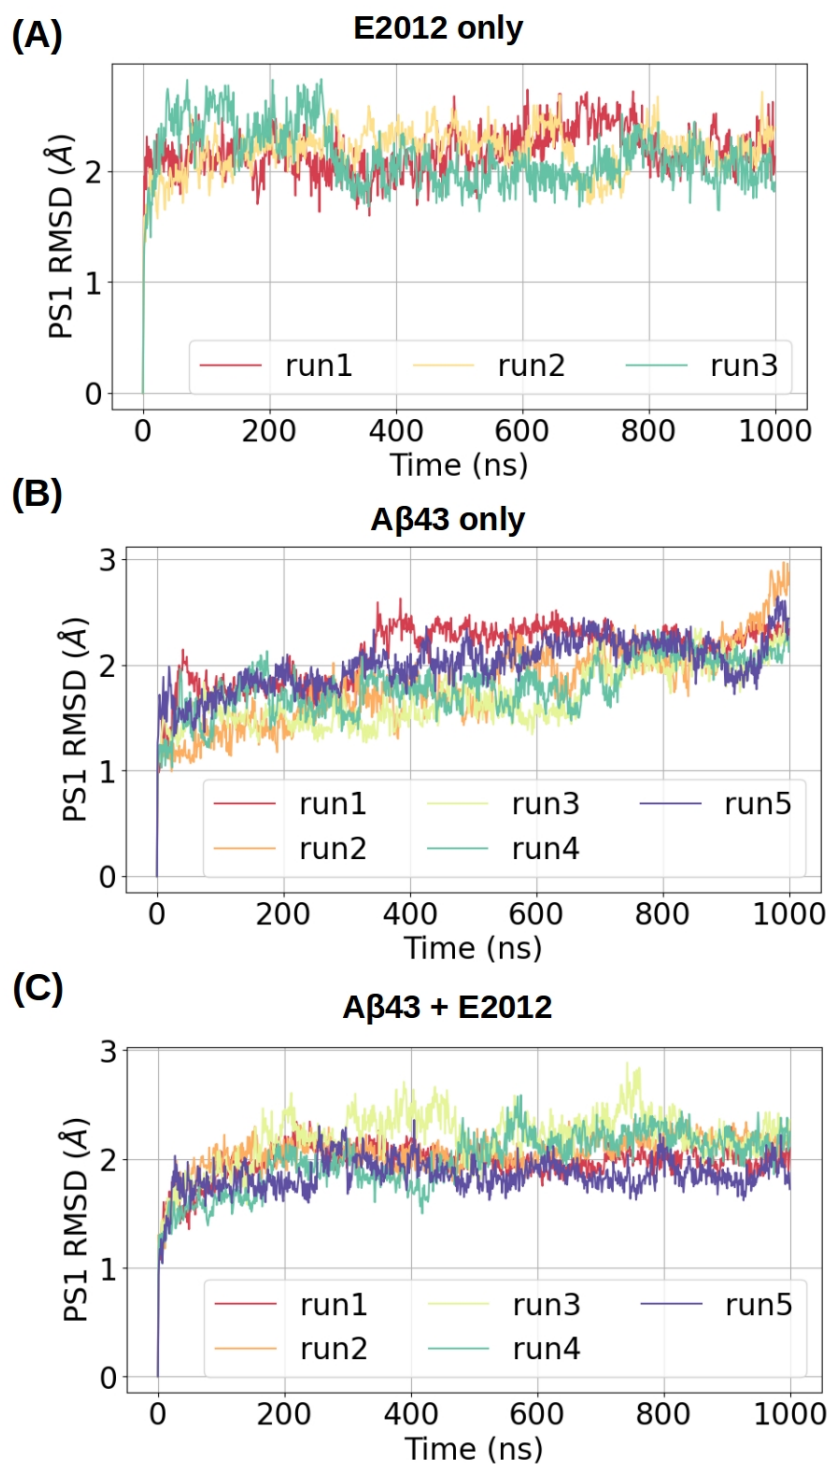 (A)
E2012 only
PS1 RMSD (Å)
2
1
0
run1 run2 run3
0 200 400 600 800 1000
Time (ns)
(B)
Aβ43 only
PS1 RMSD (Å)
3
2
1
0
run1 run3 run5
run2 run4
0 200 400 600 800 1000
Time (ns)
(C)
Aβ43 + E2012
PS1 RMSD (Å)
3
2
1
0
run1 run3 run5
run2 run4
0 200 400 600 800 1000
Time (ns)